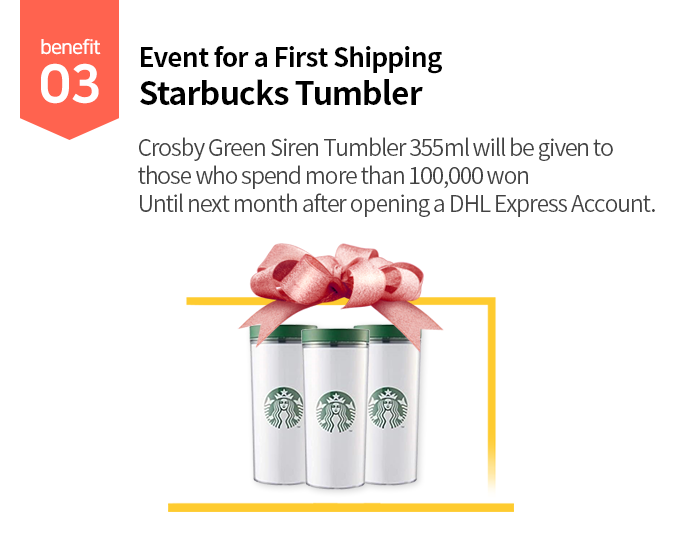 benefit
03
Event for a First Shipping
Starbucks Tumbler
Crosby Green Siren Tumbler 355ml will be given to
those who spend more than 100,000 won
Until next month after opening a DHL Express Account.